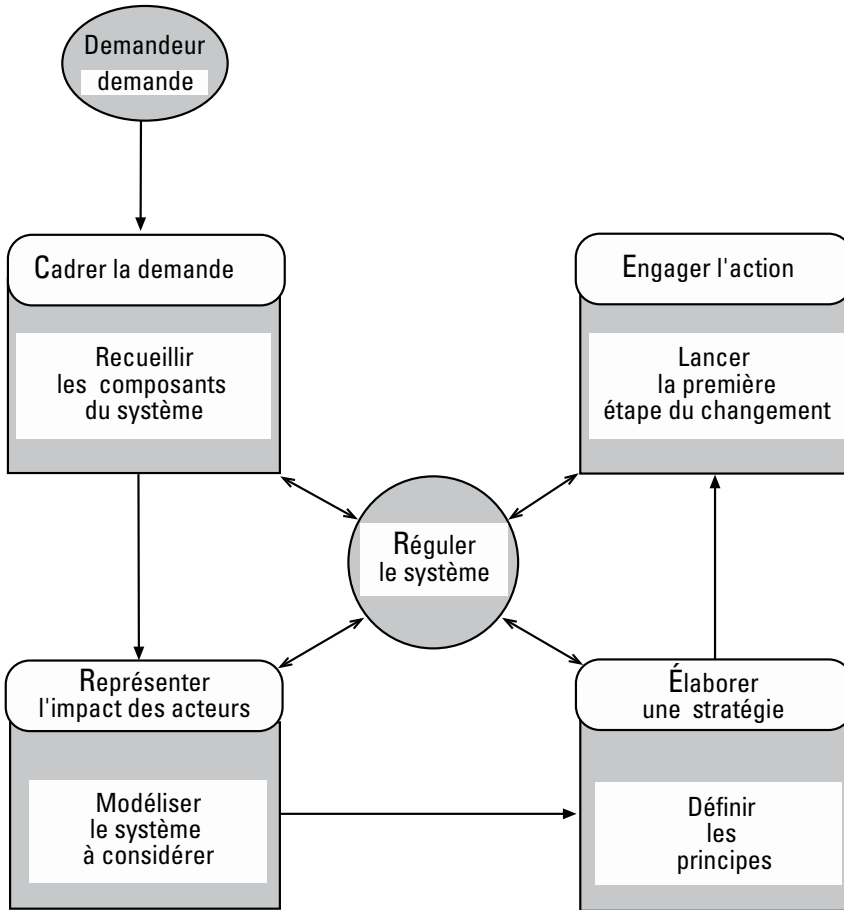 Demandeur
demande
Cadrer la demande
Recueillir
les composants
du système
Engager l'action
Lancer
la première
étape du changement
Réguler
le système
Représenter
l'impact des acteurs
Modéliser
le système
à considérer
Élaborer
une stratégie
Définir
les
principes